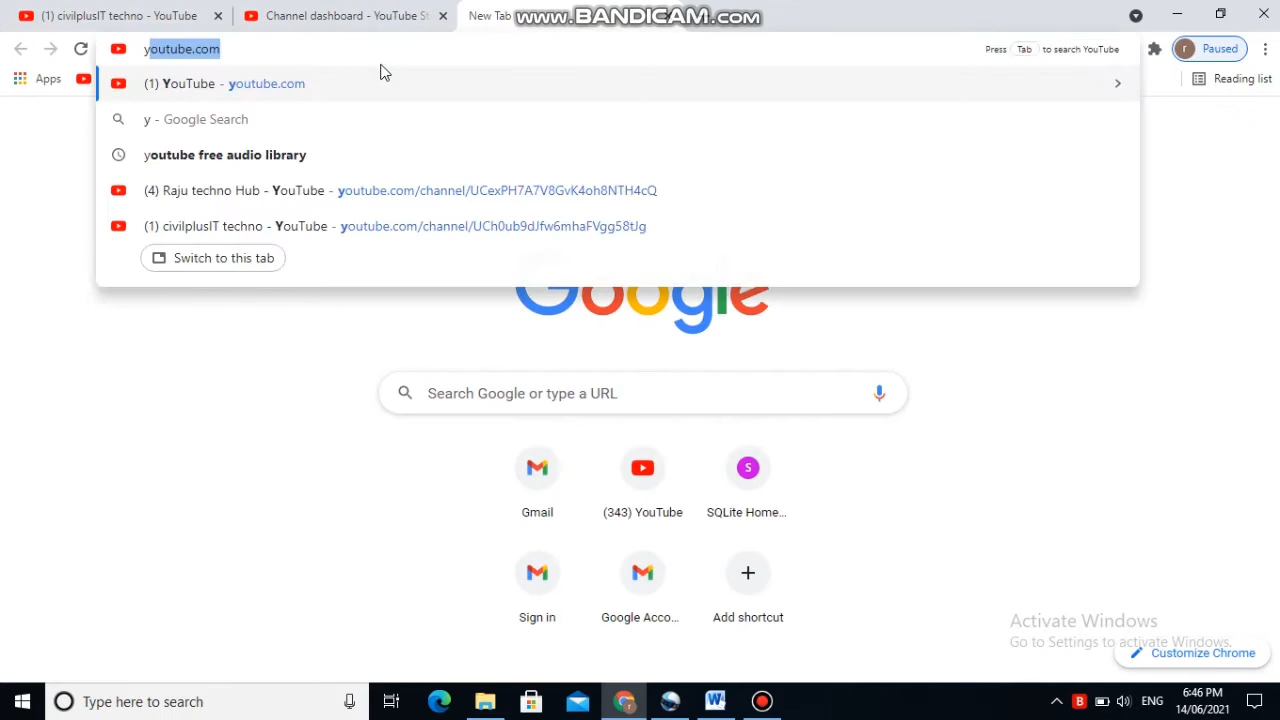 (1) civilplusIT techno - YouTube
Channel dashboard - YouTube St
New Tab
www.BANDICAM.com
youtube.com
Press Tab to search YouTube
Paused
Apps
Reading list
(1) YouTube - youtube.com
y - Google Search
youtube free audio library
(4) Raju techno Hub - YouTube - youtube.com/channel/UCexPH7A7V8GvK4oh8NTH4cQ
(1) civilplusIT techno - YouTube - youtube.com/channel/UCh0ub9dJfw6mhaFVgg58tJg
Switch to this tab
Google
Search Google or type a URL
S
Gmail
(343) YouTube
SQLite Home...
Sign in
Google Acco...
Add shortcut
Activate Windows
Go to Settings to activate Windows.
Customize Chrome
Type here to search
ENG
6:46 PM
14/06/2021